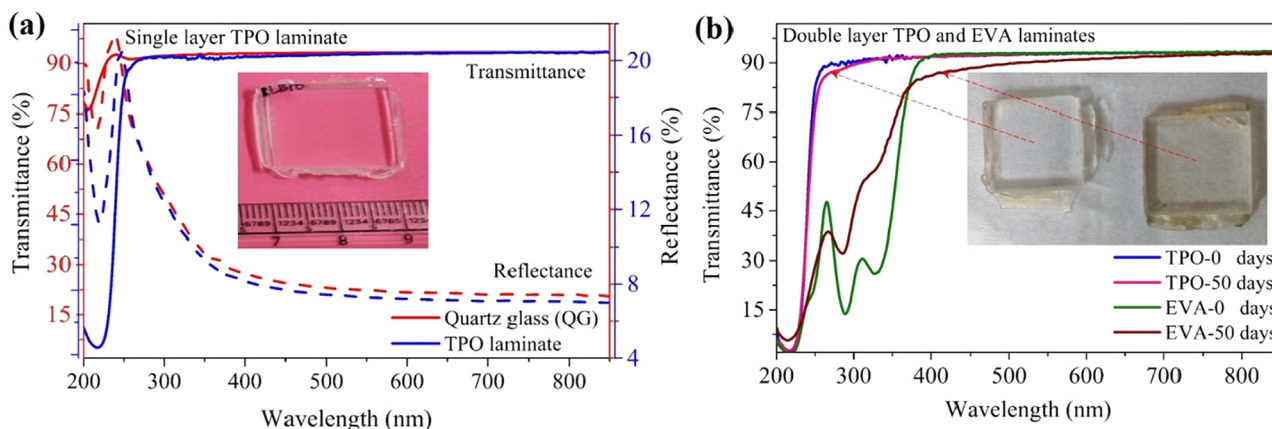 (a)
Single layer TPO laminate
Transmittance
Reflectance
Quartz glass (QG)
TPO laminate
Transmittance (%)
90
75
60
45
30
15
Reflectance (%)
20
16
12
8
4
200 300 400 500 600 700 800
Wavelength (nm)
7 8 9
(b)
Double layer TPO and EVA laminates
TPO-0 days
TPO-50 days
EVA-0 days
EVA-50 days
Transmittance (%)
90
75
60
45
30
15
200 300 400 500 600 700 800
Wavelength (nm)